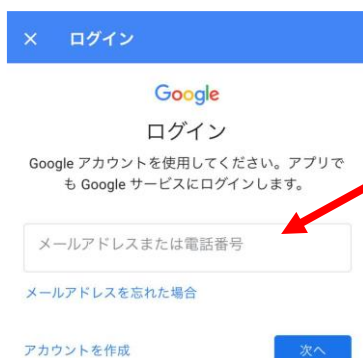 × ログイン
Google
ログイン
Google アカウントを使用してください。アプリで
も Google サービスにログインします。
メールアドレスまたは電話番号
メールアドレスを忘れた場合
アカウントを作成 次へ